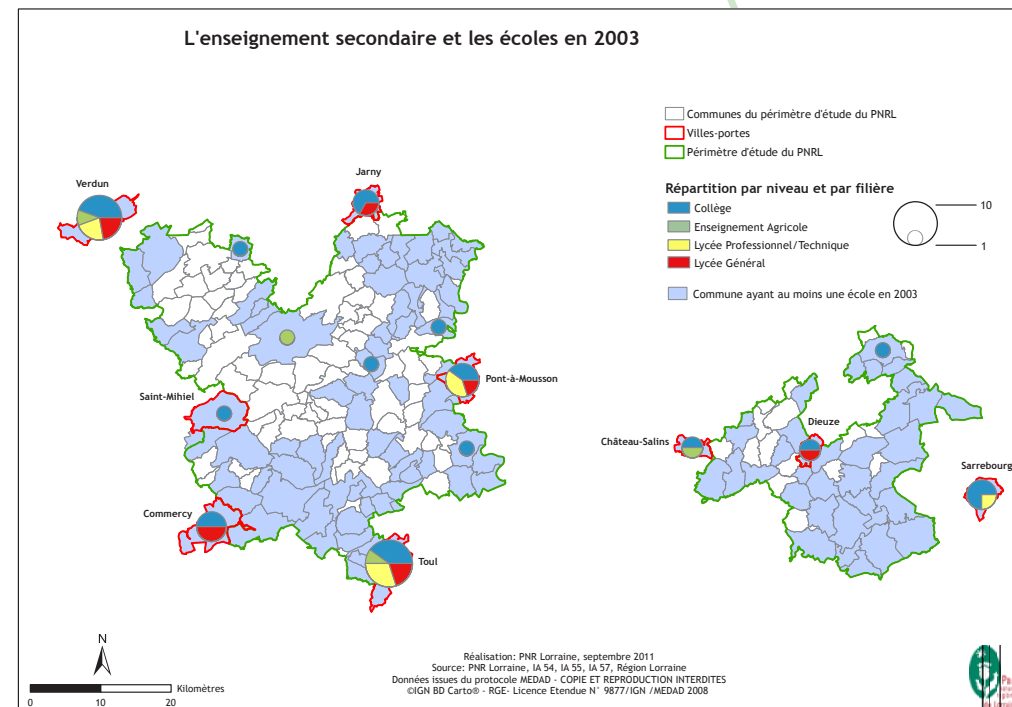 L'enseignement secondaire et les écoles en 2003
Communes du périmètre d'étude du PNRL
Villes-portes
Périmètre d'étude du PNRL
Répartition par niveau et par filière
Collège
Enseignement Agricole
Lycée Professionnel/Technique
Lycée Général
10
1
Commune ayant au moins une école en 2003
Verdun
Jarny
Pont-à-Mousson
Saint-Mihiel
Commercy
Toul
Château-Salins
Dieuze
Sarrebourg
N
Kilomètres
0 10 20
Réalisation: PNR Lorraine, septembre 2011
Source: PNR Lorraine, IA 54, IA 55, IA 57, Région Lorraine
Données issues du protocole MEDAD - COPIE ET REPRODUCTION INTERDITES
©IGN BD Carto® - RGE- Licence Etendue N° 9877/IGN /MEDAD 2008